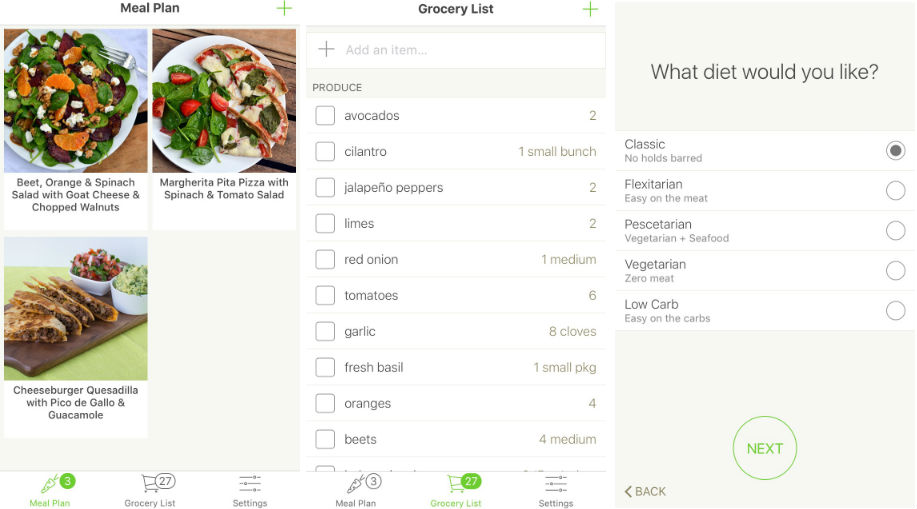 Meal Plan
Beet, Orange & Spinach
Salad with Goat Cheese &
Chopped Walnuts
Margherita Pita Pizza with
Spinach & Tomato Salad
Cheeseburger Quesadilla
with Pico de Gallo &
Guacamole
3
27
Meal Plan
Grocery List
Settings
Grocery List
Add an item...
PRODUCE
avocados 2
cilantro 1 small bunch
jalapeño peppers 2
limes 2
red onion 1 medium
tomatoes 6
garlic 8 cloves
fresh basil 1 small pkg
oranges 4
beets 4 medium
3
27
Meal Plan
Grocery List
Settings
What diet would you like?
Classic
No holds barred
Flexitarian
Easy on the meat
Pescetarian
Vegetarian + Seafood
Vegetarian
Zero meat
Low Carb
Easy on the carbs
NEXT
BACK